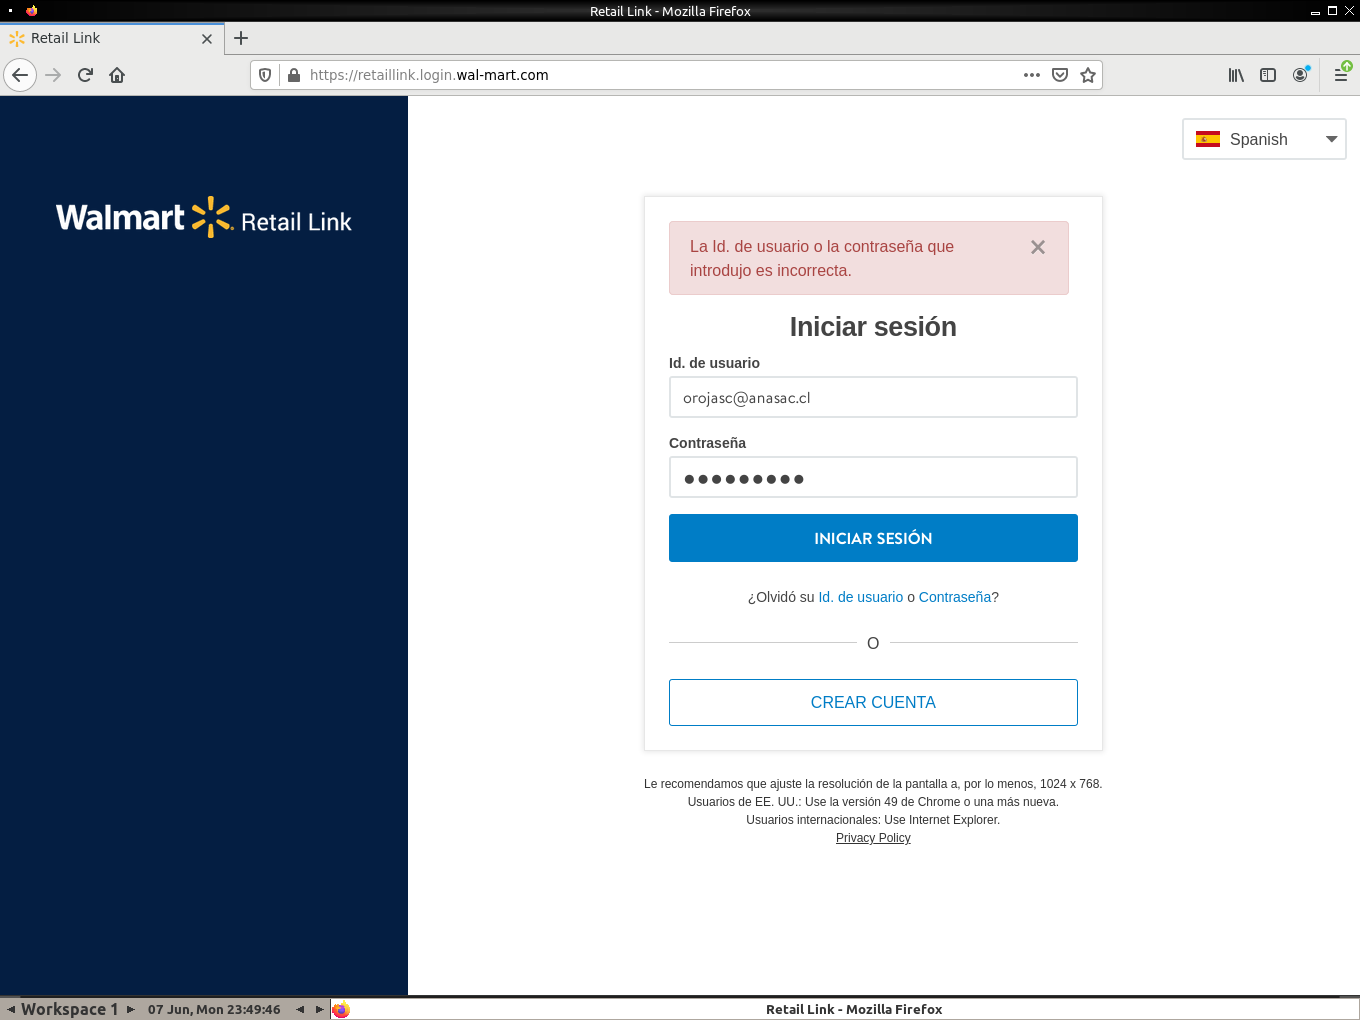 Retail Link - Mozilla Firefox
Retail Link
https://retaillink.login.wal-mart.com
Spanish
Walmart Retail Link
La Id. de usuario o la contraseña que
introdujo es incorrecta.
Iniciar sesión
Id. de usuario
orojasc@anasac.cl
Contraseña
INICIAR SESIÓN
¿Olvidó su Id. de usuario o Contraseña?
O
CREAR CUENTA
Le recomendamos que ajuste la resolución de la pantalla a, por lo menos, 1024 x 768.
Usuarios de EE. UU.: Use la versión 49 de Chrome o una más nueva.
Usuarios internacionales: Use Internet Explorer.
Privacy Policy
Workspace 1
07 Jun, Mon 23:49:46
Retail Link - Mozilla Firefox